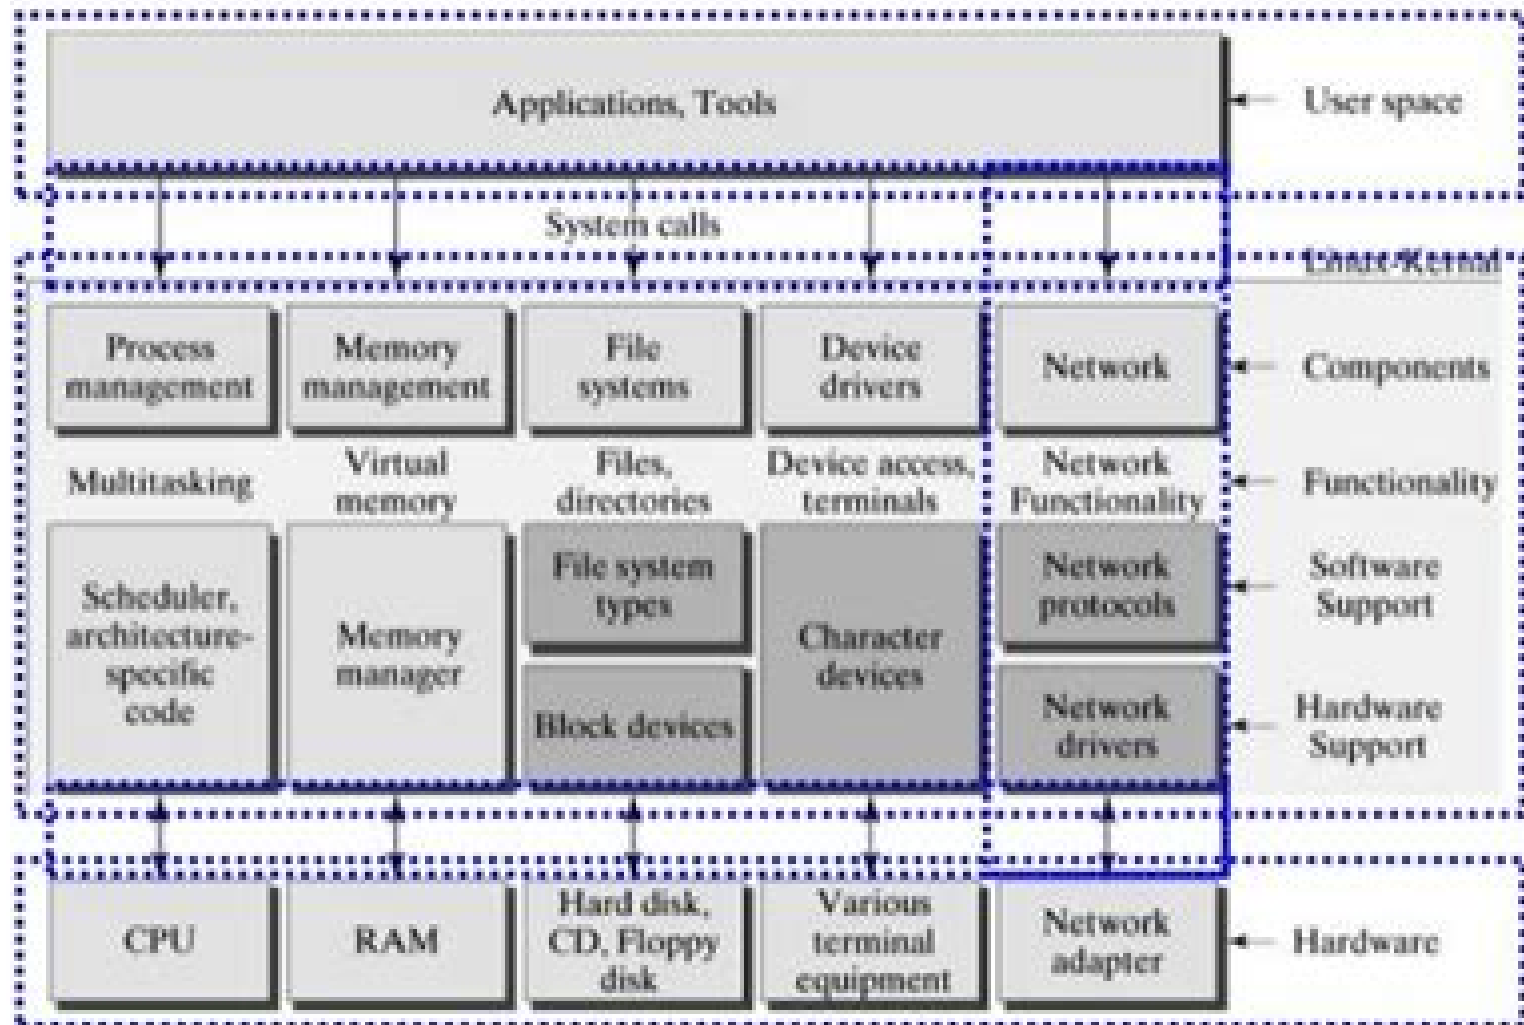 Applications, Tools
User space
System calls
Linux-Kernal
Process
management
Memory
management
File
systems
Device
drivers
Network
Components
Multitasking
Virtual
memory
Files,
directories
Device access,
terminals
Network
Functionality
Functionality
Scheduler,
architecture-
specific
code
Memory
manager
File system
types
Block devices
Character
devices
Network
protocols
Software
Support
Network
drivers
Hardware
Support
CPU
RAM
Hard disk,
CD, Floppy
disk
Various
terminal
equipment
Network
adapter
Hardware